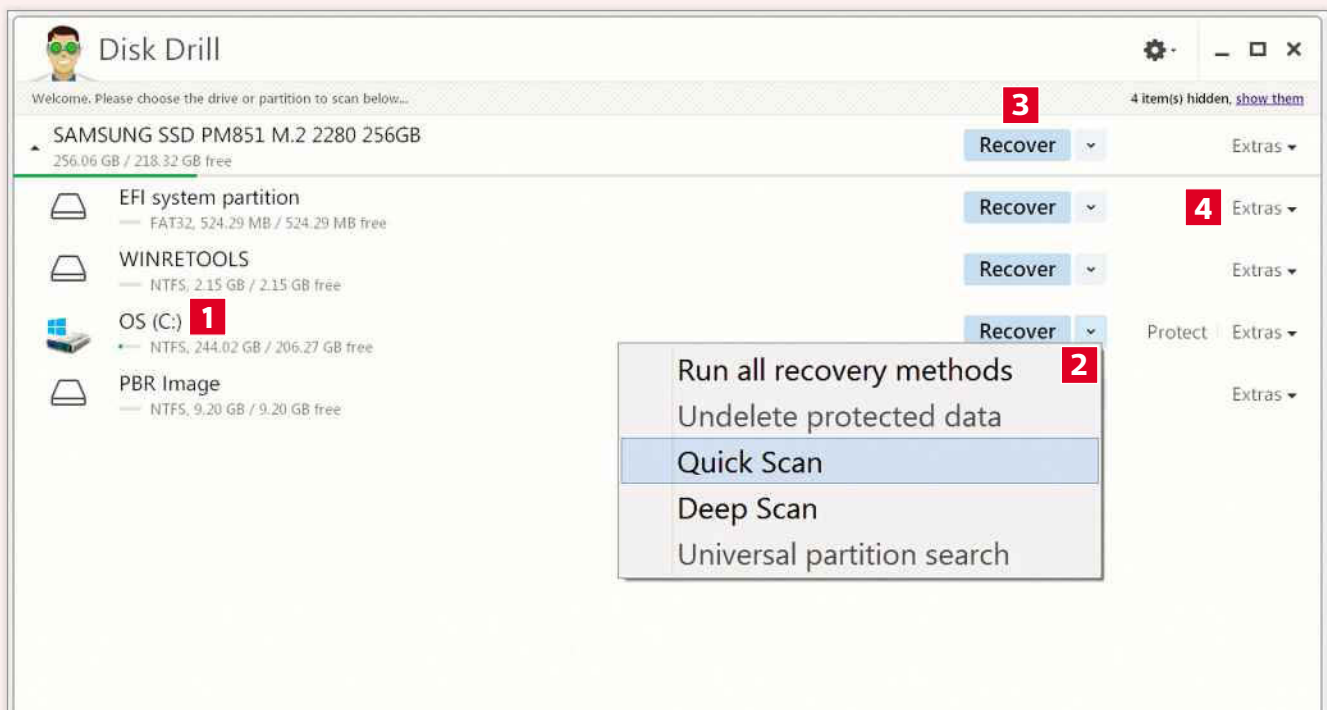 Disk Drill
Welcome. Please choose the drive or partition to scan below... 4 item(s) hidden, show them
3
SAMSUNG SSD PM851 M.2 2280 256GB Recover Extras
256.06 GB / 218.32 GB free
EFI system partition Recover 4 Extras
FAT32, 524.29 MB / 524.29 MB free
WINRETOOLS Recover Extras
NTFS, 2.15 GB / 2.15 GB free
OS (C:) 1 Recover Protect Extras
NTFS, 244.02 GB / 206.27 GB free
PBR Image Extras
NTFS, 9.20 GB / 9.20 GB free
Run all recovery methods 2
Undelete protected data
Quick Scan
Deep Scan
Universal partition search